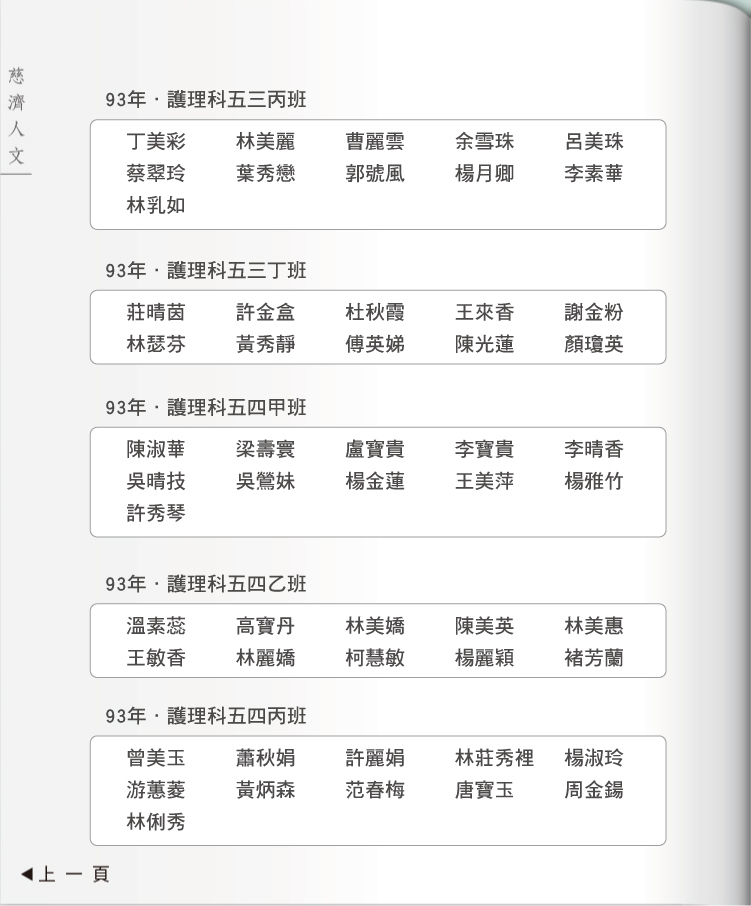 慈濟人文
93年．護理科五三丙班
丁美彩 林美麗 曹麗雲 余雪珠 呂美珠
蔡翠玲 葉秀戀 郭號風 楊月卿 李素華
林乳如
93年．護理科五三丁班
莊晴茵 許金盒 杜秋霞 王來香 謝金粉
林瑟芬 黃秀靜 傅英娣 陳光蓮 顏瓊英
93年．護理科五四甲班
陳淑華 梁壽寰 盧寶貴 李寶貴 李晴香
吳晴技 吳鶯妹 楊金蓮 王美萍 楊雅竹
許秀琴
93年．護理科五四乙班
溫素蕊 高寶丹 林美嬌 陳美英 林美惠
王敏香 林麗嬌 柯慧敏 楊麗穎 褚芳蘭
93年．護理科五四丙班
曾美玉 蕭秋娟 許麗娟 林莊秀裡 楊淑玲
游蕙菱 黃炳森 范春梅 唐寶玉 周金鍚
林俐秀
◀上一頁